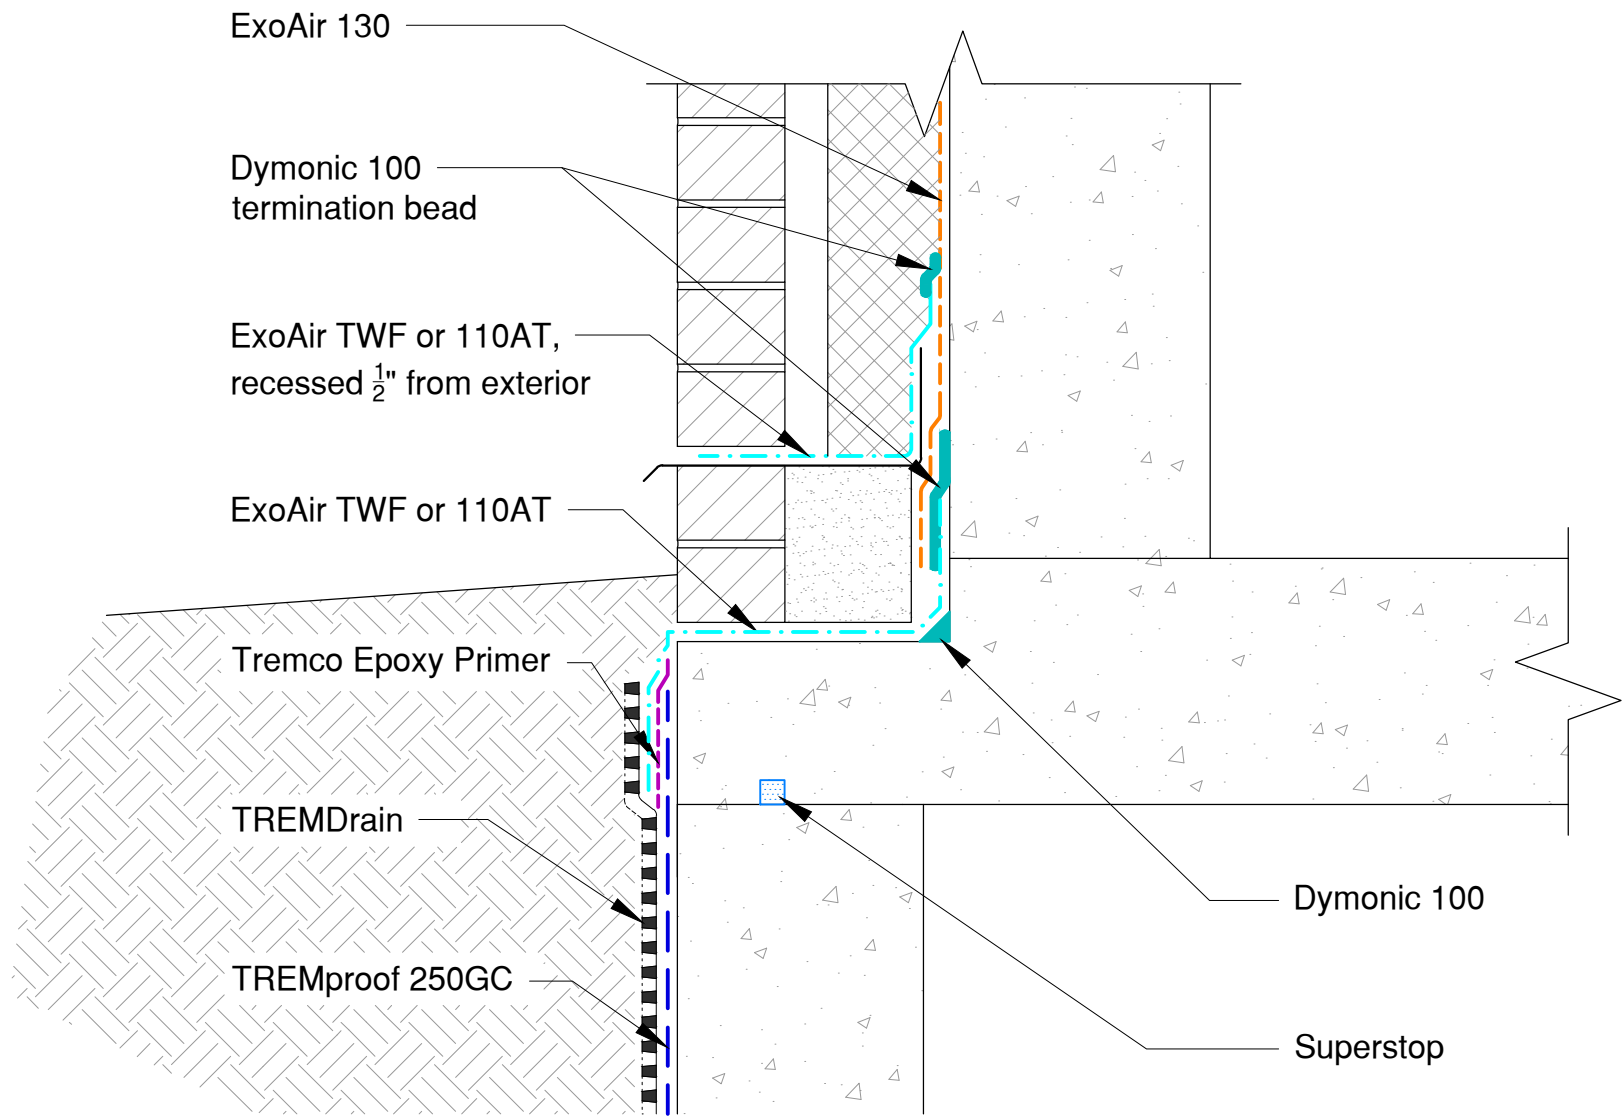 ExoAir 130
Dymonic 100
termination bead
ExoAir TWF or 110AT,
recessed 1/2" from exterior
ExoAir TWF or 110AT
Tremco Epoxy Primer
TREMDrain
TREMproof 250GC
Dymonic 100
Superstop